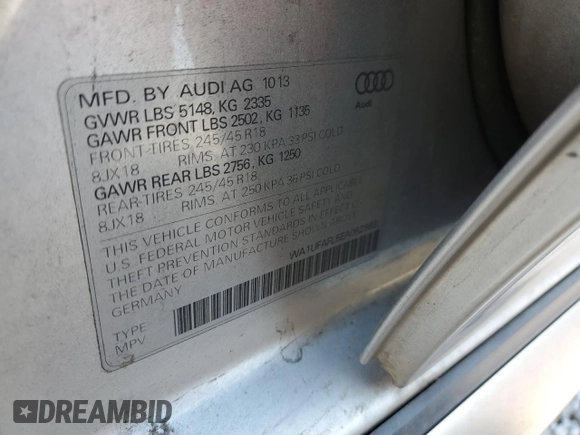 MFD. BY AUDI AG 10 13
GVWR LBS 5148, KG 2335
GAWR FRONT LBS 2502, KG 1135
FRONT-TIRES 245/45 R18
8JX18 RIMS, AT 230 KPA 33 PSI COLD
GAWR REAR LBS 2756, KG 1250
REAR-TIRES 245/45 R18
8JX18 RIMS, AT 250 KPA 36 PSI COLD
THIS VEHICLE CONFORMS TO ALL APPLICABLE
U.S. FEDERAL MOTOR VEHICLE SAFETY AND
THEFT PREVENTION STANDARDS IN EFFECT ON
THE DATE OF MANUFACTURE SHOWN ABOVE.
GERMANY
TYPE
MPV
Audi
DREAMBID